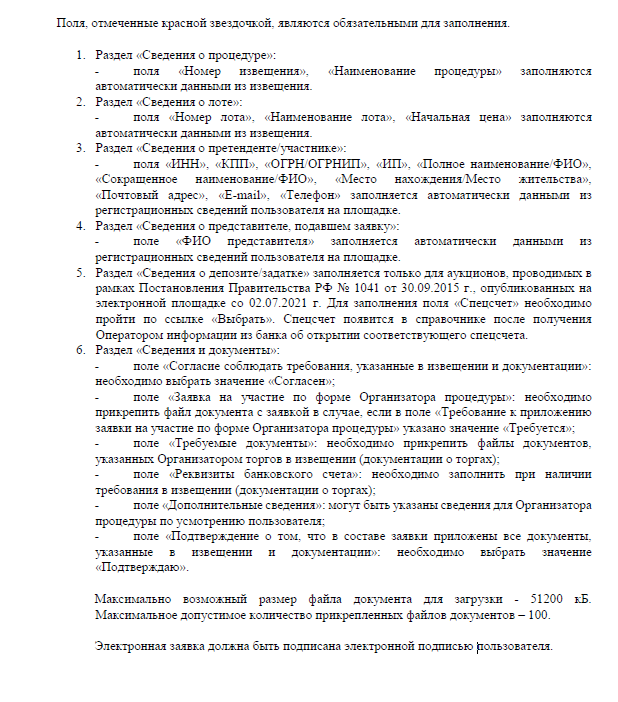 Поля, отмеченные красной звездочкой, являются обязательными для заполнения.
1. Раздел «Сведения о процедуре»:
- поля «Номер извещения», «Наименование процедуры» заполняются
автоматически данными из извещения.
2. Раздел «Сведения о лоте»:
- поля «Номер лота», «Наименование лота», «Начальная цена» заполняются
автоматически данными из извещения.
3. Раздел «Сведения о претенденте/участнике»:
- поля «ИНН», «КПП», «ОГРН/ОГРНИП», «ИП», «Полное наименование/ФИО»,
«Сокращенное наименование/ФИО», «Место нахождения/Место жительства»,
«Почтовый адрес», «E-mail», «Телефон» заполняется автоматически данными из
регистрационных сведений пользователя на площадке.
4. Раздел «Сведения о представителе, подавшем заявку»:
- поле «ФИО представителя» заполняется автоматически данными из
регистрационных сведений пользователя на площадке.
5. Раздел «Сведения о депозите/задатке» заполняется только для аукционов, проводимых в
рамках Постановления Правительства РФ № 1041 от 30.09.2015 г., опубликованных на
электронной площадке со 02.07.2021 г. Для заполнения поля «Спецсчет» необходимо
пройти по ссылке «Выбрать». Спецсчет появится в справочнике после получения
Оператором информации из банка об открытии соответствующего спецсчета.
6. Раздел «Сведения и документы»:
- поле «Согласие соблюдать требования, указанные в извещении и документации»:
необходимо выбрать значение «Согласен»;
- поле «Заявка на участие по форме Организатора процедуры»: необходимо
прикрепить файл документа с заявкой в случае, если в поле «Требование к приложению
заявки на участие по форме Организатора процедуры» указано значение «Требуется»;
- поле «Требуемые документы»: необходимо прикрепить файлы документов,
указанных Организатором торгов в извещении (документации о торгах);
- поле «Реквизиты банковского счета»: необходимо заполнить при наличии
требования в извещении (документации о торгах);
- поле «Дополнительные сведения»: могут быть указаны сведения для Организатора
процедуры по усмотрению пользователя;
- поле «Подтверждение о том, что в составе заявки приложены все документы,
указанные в извещении и документации»: необходимо выбрать значение
«Подтверждаю».
Максимально возможный размер файла документа для загрузки - 51200 кБ.
Максимальное допустимое количество прикрепленных файлов документов – 100.
Электронная заявка должна быть подписана электронной подписью пользователя.